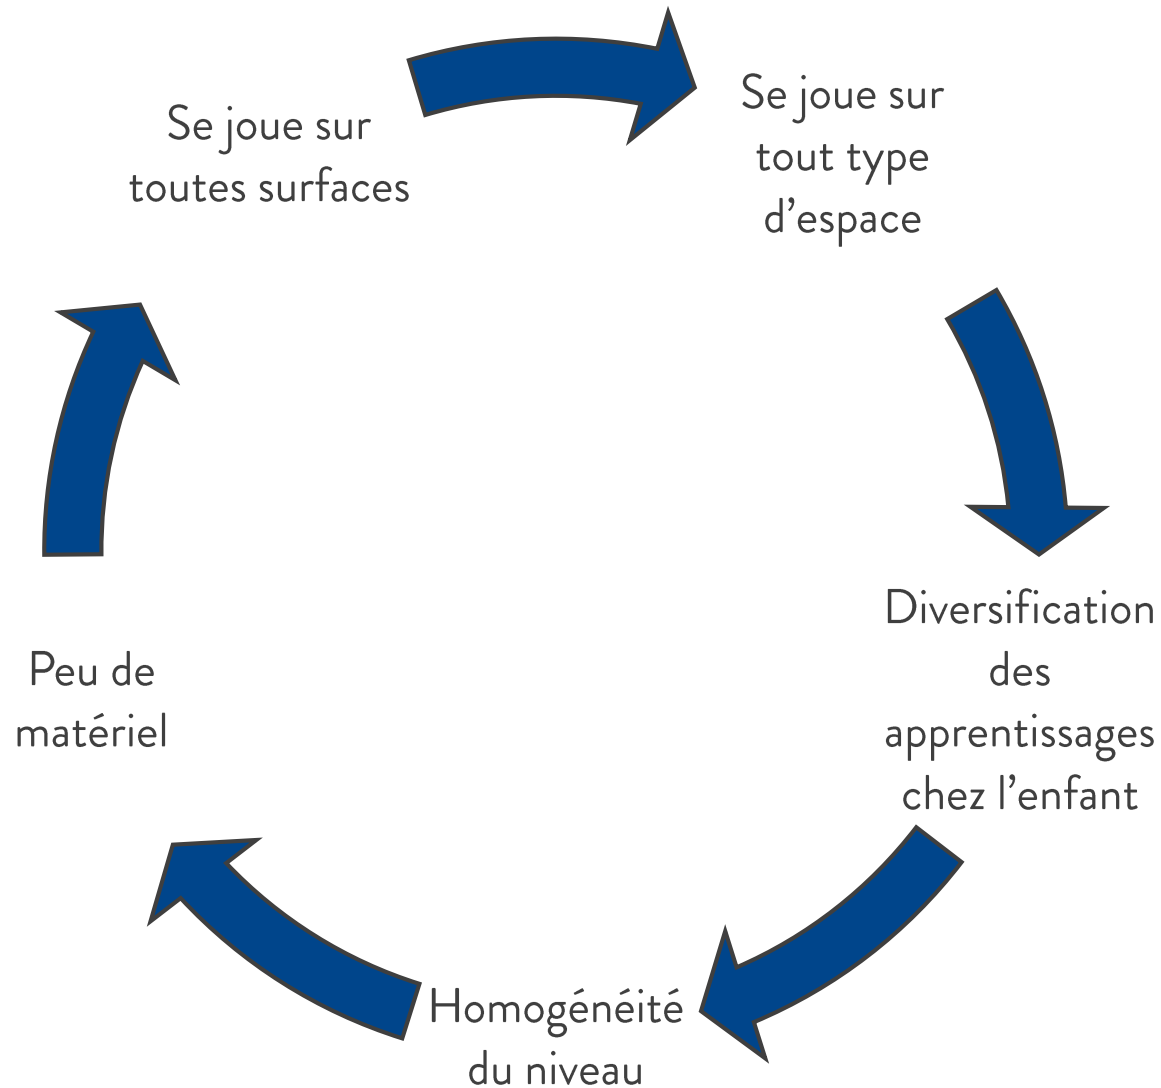 Se joue sur
toutes surfaces
Se joue sur
tout type
d’espace
Diversification
des
apprentissages
chez l’enfant
Homogénéité
du niveau
Peu de
matériel